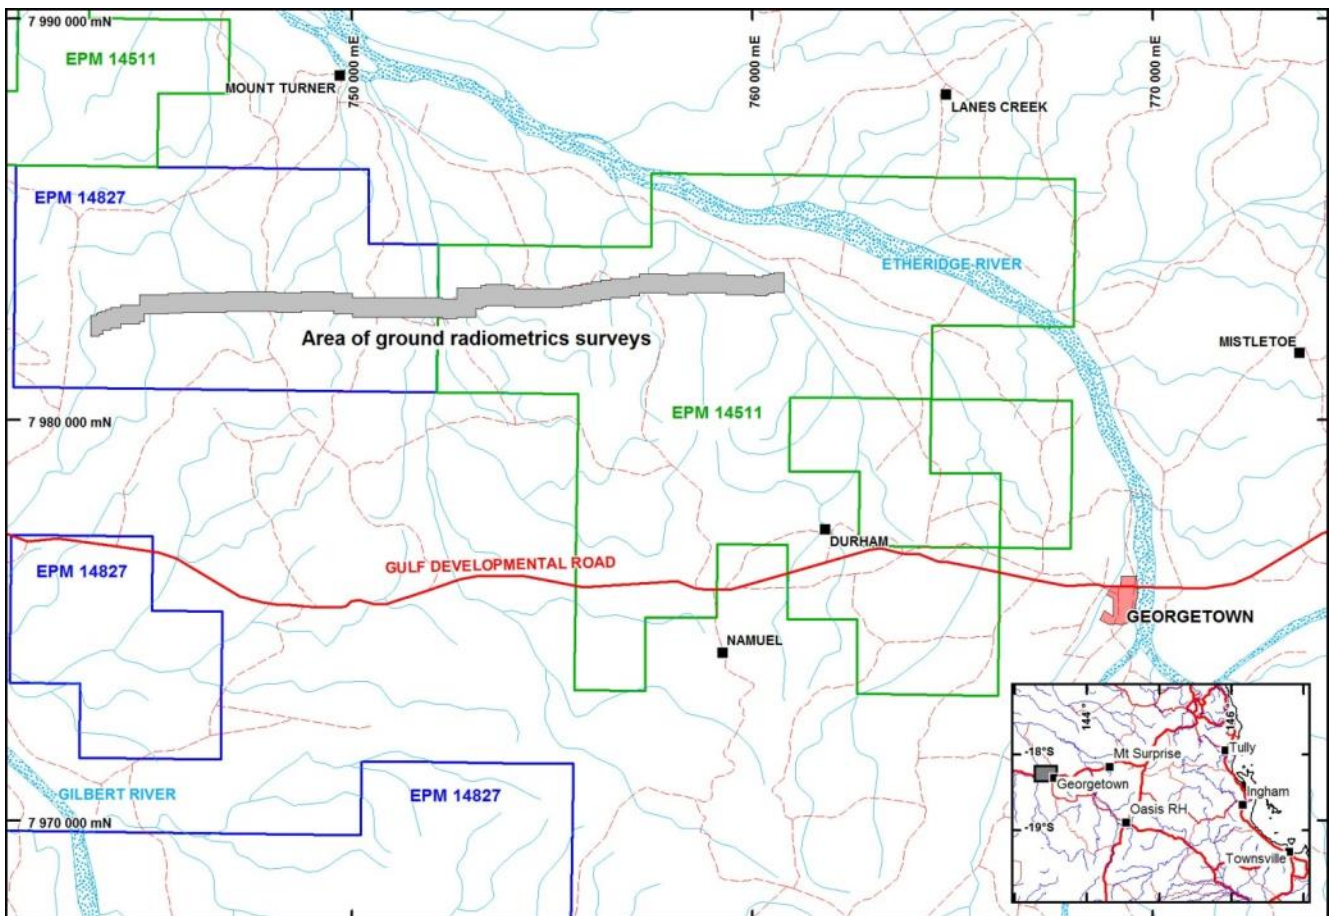 7 990 000 mN
EPM 14511
MOUNT TURNER
750 000 mE
760 000 mE
770 000 mE
LANES CREEK
EPM 14827
ETHERIDGE RIVER
Area of ground radiometrics surveys
MISTLETOE
7 980 000 mN
EPM 14511
DURHAM
GULF DEVELOPMENTAL ROAD
EPM 14827
GEORGETOWN
NAMUEL
GILBERT RIVER
EPM 14827
7 970 000 mN
144°
146°
-18°S
Mt Surprise
Tully
Georgetown
Ingham
Oasis RH
-19°S
Townsville